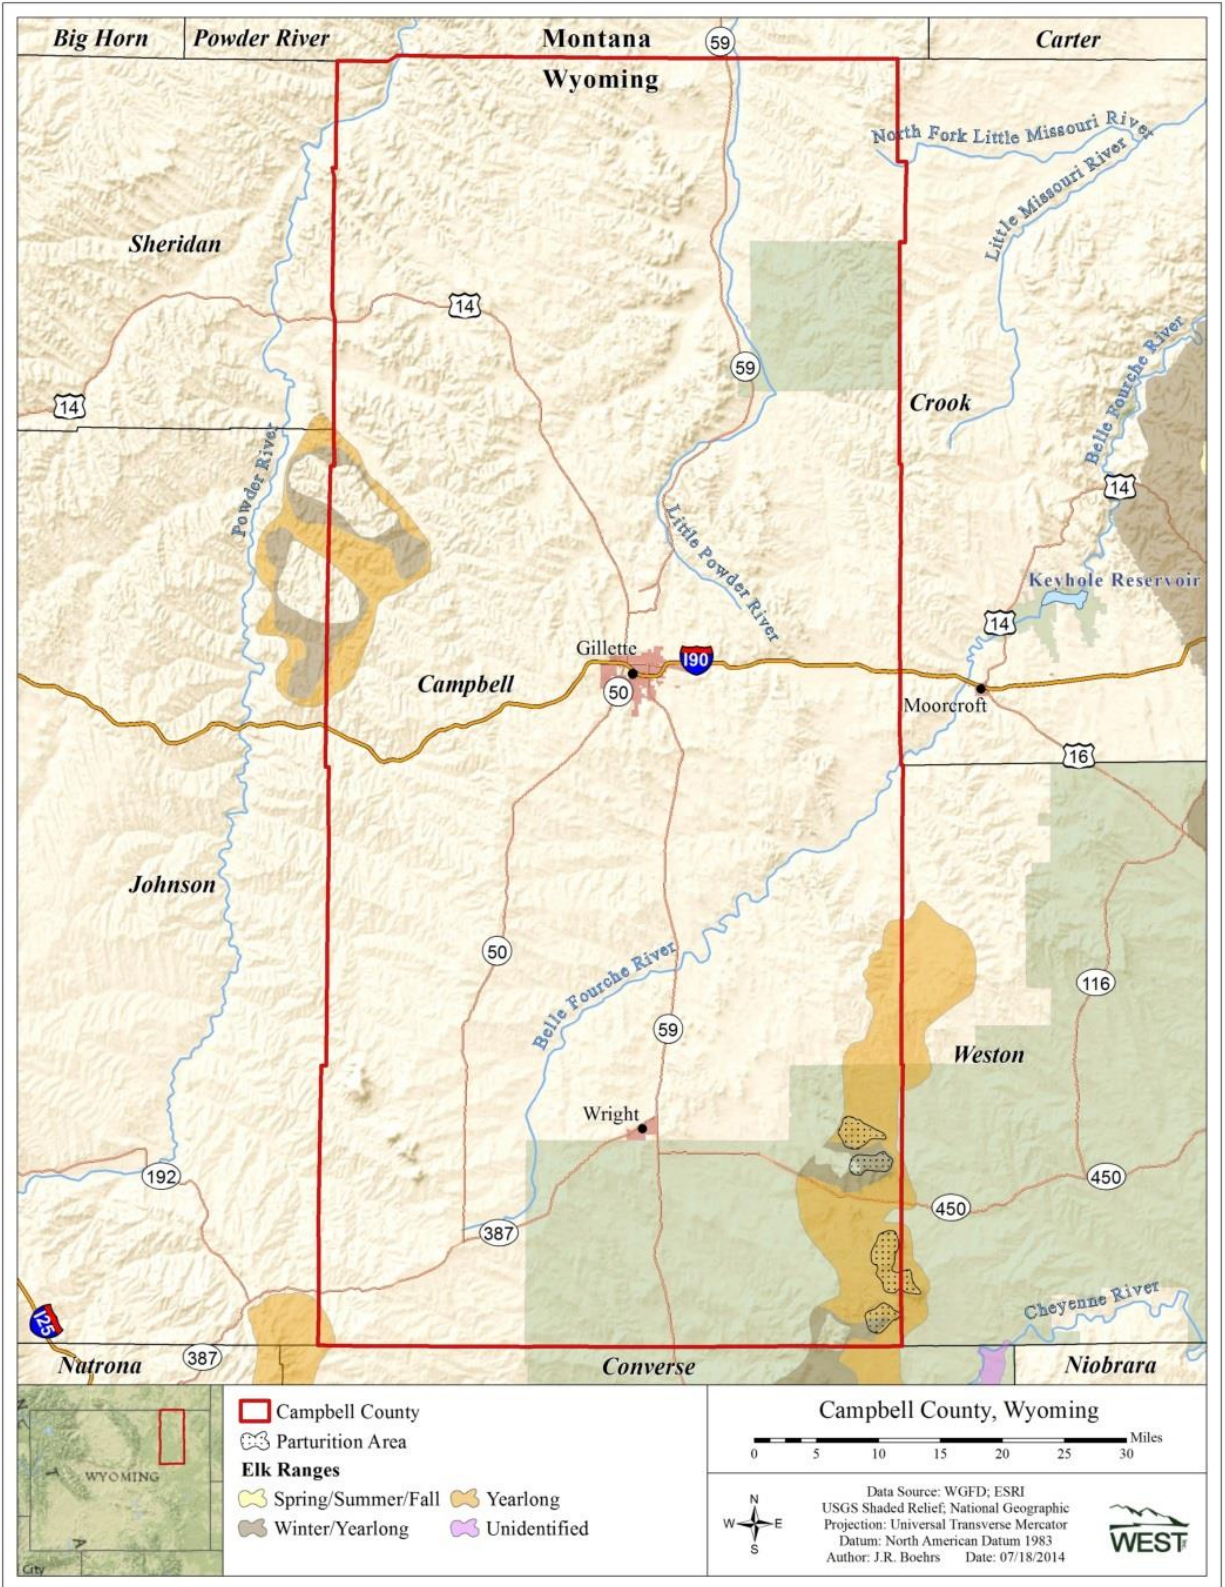 Big Horn
Powder River
Montana
59
Carter
Wyoming
North Fork Little Missouri River
Little Missouri River
Sheridan
14
59
Belle Fourche River
14
Crook
Powder River
14
Little Powder River
Keyhole Reservoir
14
Gillette
I90
Campbell
50
Moorcroft
16
Johnson
50
Belle Fourche River
116
59
Weston
Wright
192
450
450
387
Cheyenne River
I25
Natrona
387
Converse
Niobrara
WYOMING
City
Campbell County
Parturition Area
Elk Ranges
Spring/Summer/Fall
Yearlong
Winter/Yearlong
Unidentified
Campbell County, Wyoming
Miles
0 5 10 15 20 25 30
N
W E
S
Data Source: WGFD; ESRI
USGS Shaded Relief; National Geographic
Projection: Universal Transverse Mercator
Datum: North American Datum 1983
Author: J.R. Boehrs Date: 07/18/2014
WEST